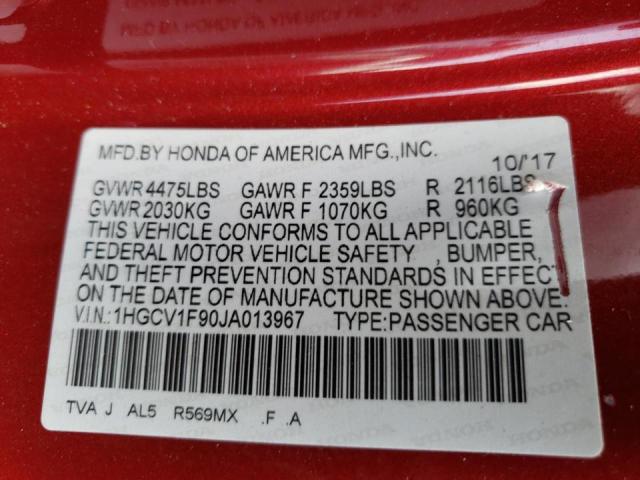 MFD.BY HONDA OF AMERICA MFG.,INC. 10/'17
GVWR 4475LBS GAWR F 2359LBS R 2116LBS
GVWR 2030KG GAWR F 1070KG R 960KG
THIS VEHICLE CONFORMS TO ALL APPLICABLE
FEDERAL MOTOR VEHICLE SAFETY , BUMPER,
AND THEFT PREVENTION STANDARDS IN EFFECT
ON THE DATE OF MANUFACTURE SHOWN ABOVE.
V.I.N.:1HGCV1F90JA013967 TYPE:PASSENGER CAR
TVA J AL5 R569MX .F .A